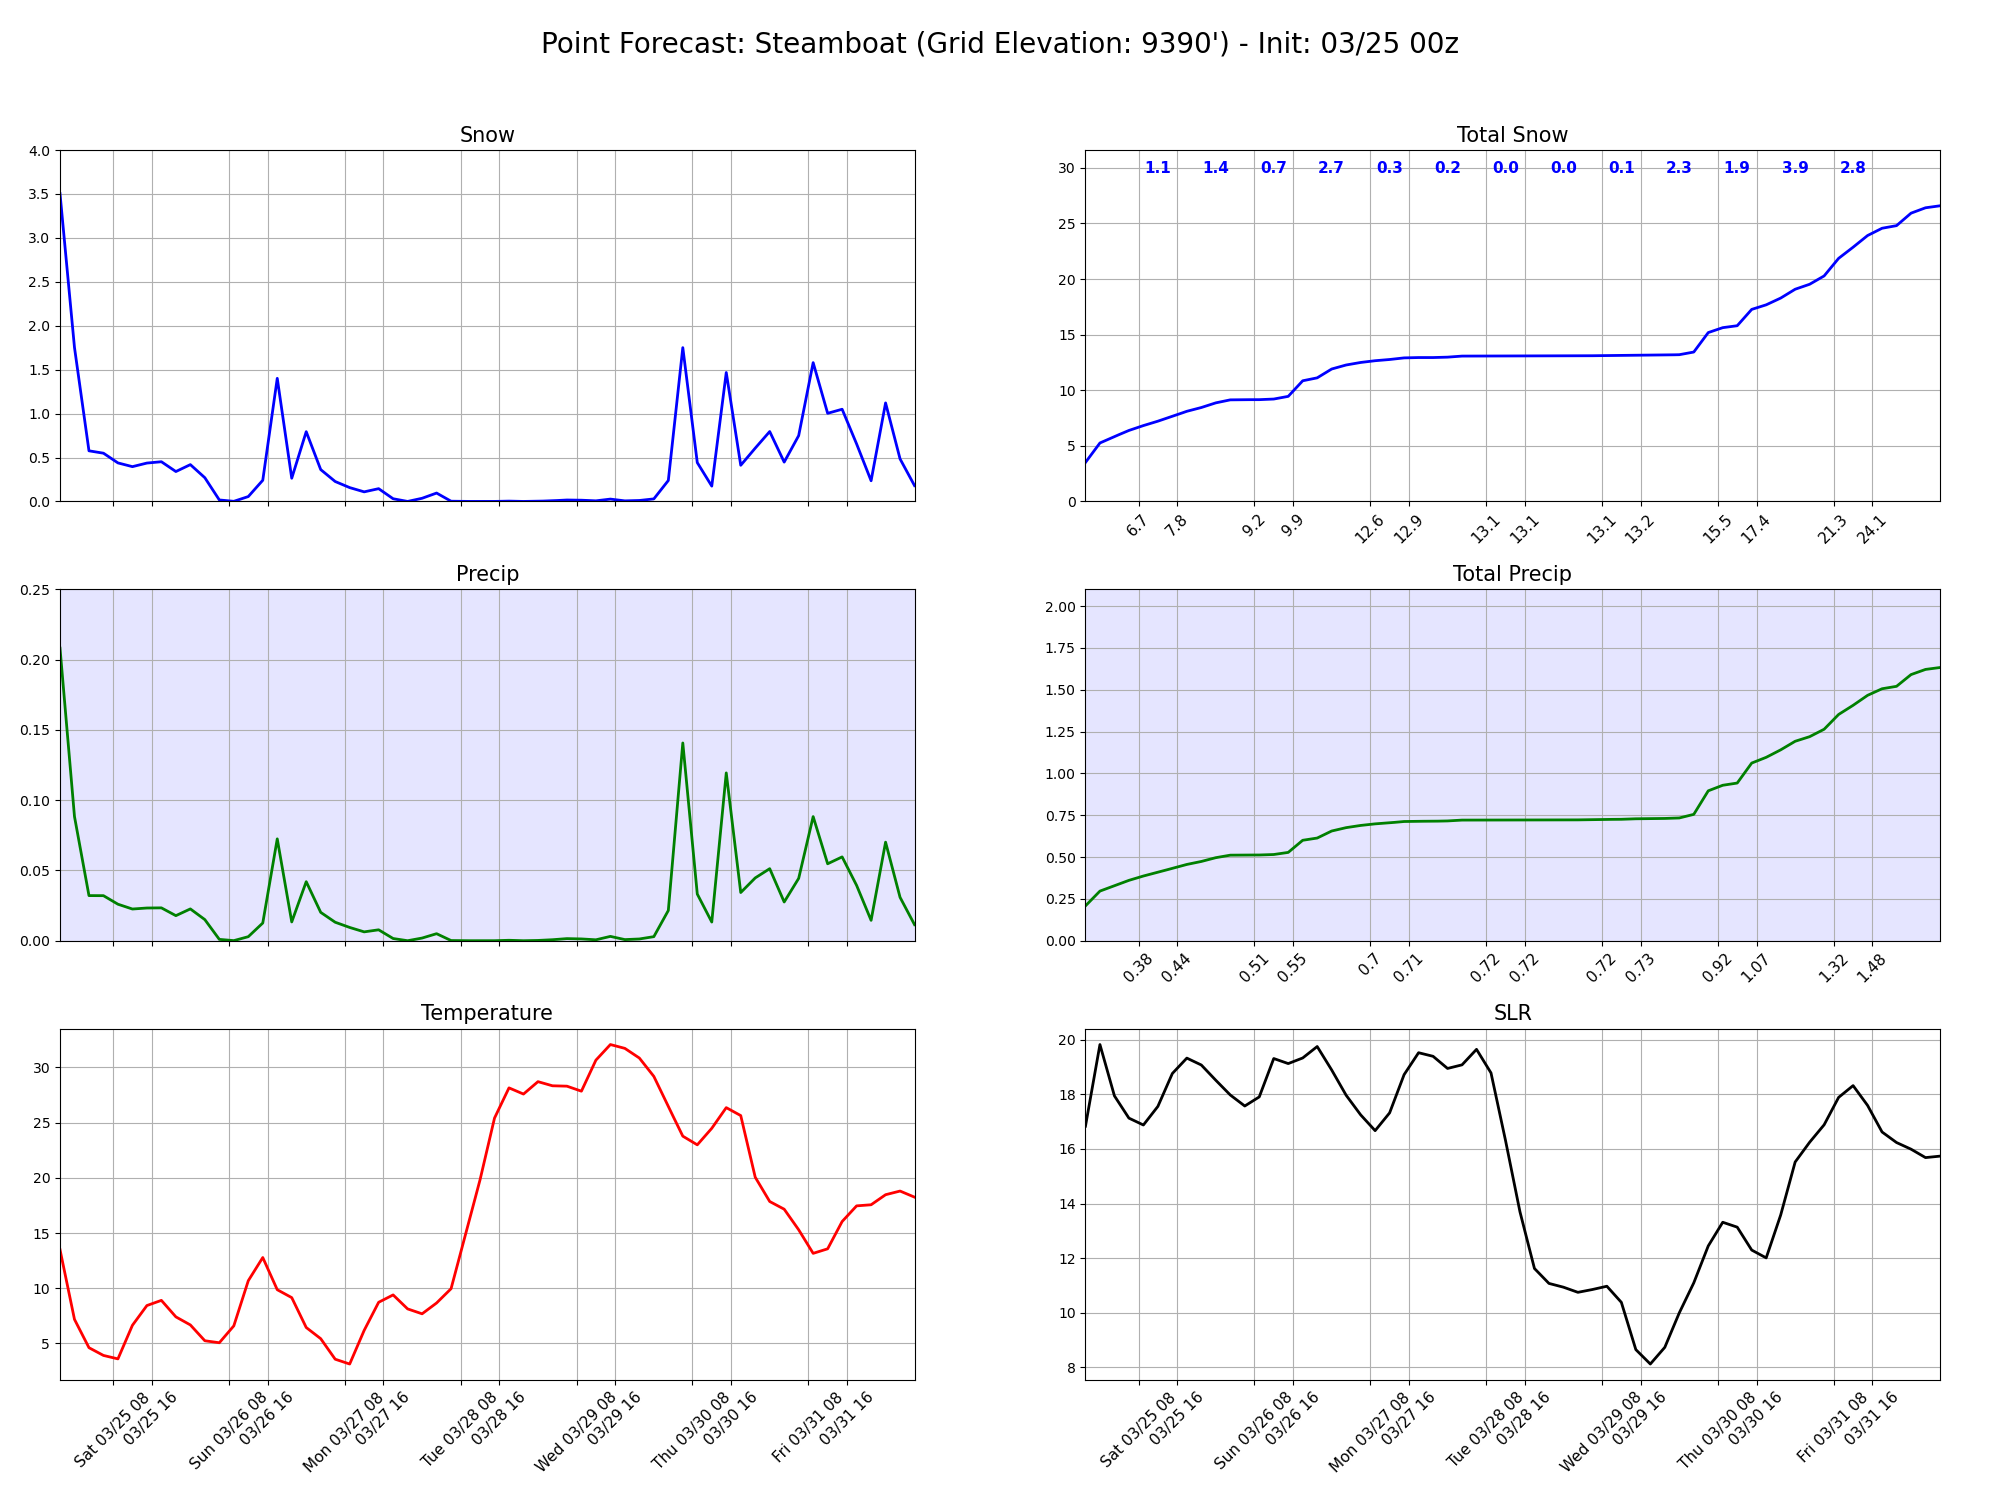 Point Forecast: Steamboat (Grid Elevation: 9390') - Init: 03/25 00z
Snow
4.0
3.5
3.0
2.5
2.0
1.5
1.0
0.5
0.0
Total Snow
1.1 1.4 0.7 2.7 0.3 0.2 0.0 0.0 0.1 2.3 1.9 3.9 2.8
30
25
20
15
10
5
0
6.7 7.8 9.2 9.9 12.6 12.9 13.1 13.1 13.1 13.2 15.5 17.4 21.3 24.1
Precip
0.25
0.20
0.15
0.10
0.05
0.00
Total Precip
2.00
1.75
1.50
1.25
1.00
0.75
0.50
0.25
0.00
0.38 0.44 0.51 0.55 0.7 0.71 0.72 0.72 0.72 0.73 0.92 1.07 1.32 1.48
Temperature
30
25
20
15
10
5
Sat 03/25 08
03/25 16
Sun 03/26 08
03/26 16
Mon 03/27 08
03/27 16
Tue 03/28 08
03/28 16
Wed 03/29 08
03/29 16
Thu 03/30 08
03/30 16
Fri 03/31 08
03/31 16
SLR
20
18
16
14
12
10
8
Sat 03/25 08
03/25 16
Sun 03/26 08
03/26 16
Mon 03/27 08
03/27 16
Tue 03/28 08
03/28 16
Wed 03/29 08
03/29 16
Thu 03/30 08
03/30 16
Fri 03/31 08
03/31 16